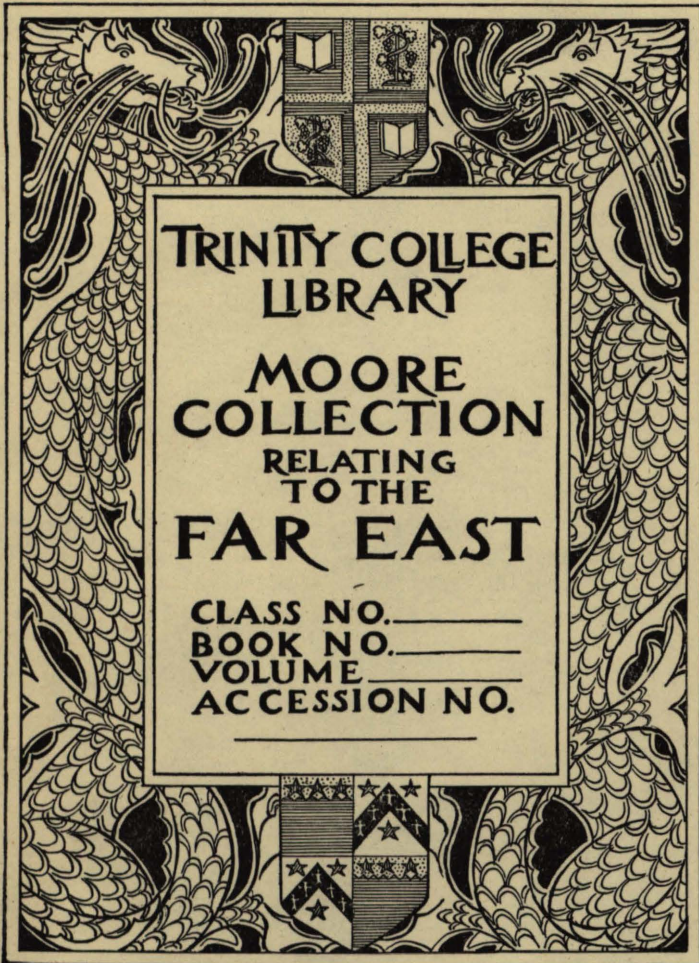 TRINITY COLLEGE
LIBRARY
MOORE
COLLECTION
RELATING
TO THE
FAR EAST
CLASS NO.
BOOK NO.
VOLUME
ACCESSION NO.